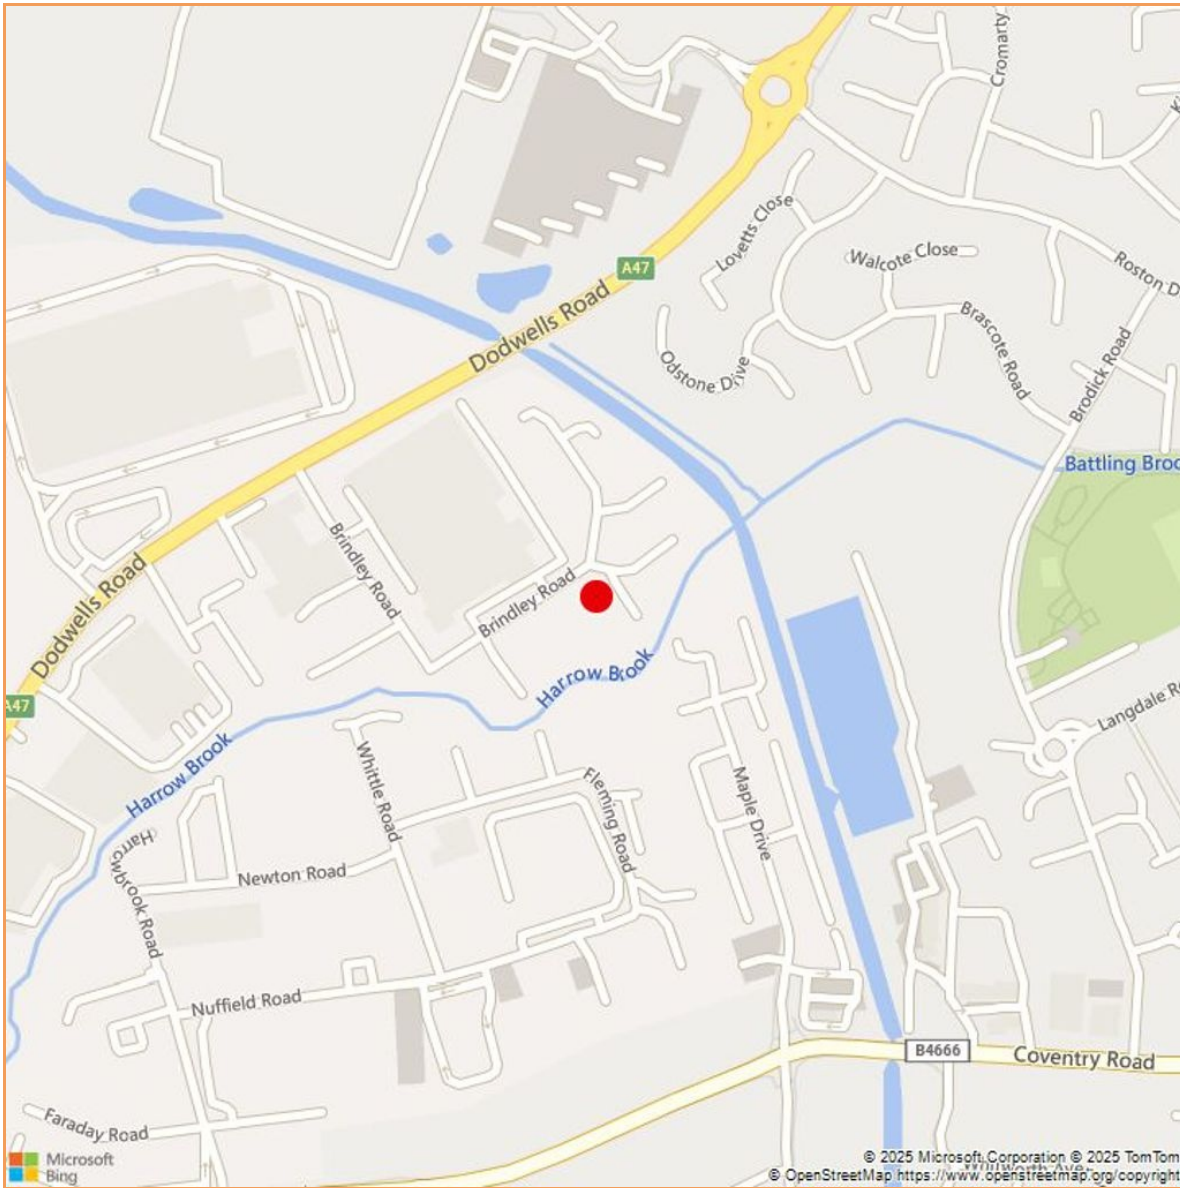 Cromarty
Lovetts Close
Walcote Close
Roston D
A47
Dodwells Road
Brascote Road
Odstone Drive
Brodick Road
Battling Broo
Brindley Road
Dodwells Road
Brindley Road
Harrow Brook
A47
Langdale R
Harrow Brook
Whittle Road
Fleming Road
Maple Drive
Harrowbrook Road
Newton Road
Nuffield Road
B4666
Coventry Road
Faraday Road
Microsoft
Bing
© 2025 Microsoft Corporation © 2025 TomTom
© OpenStreetMap https://www.openstreetmap.org/copyright